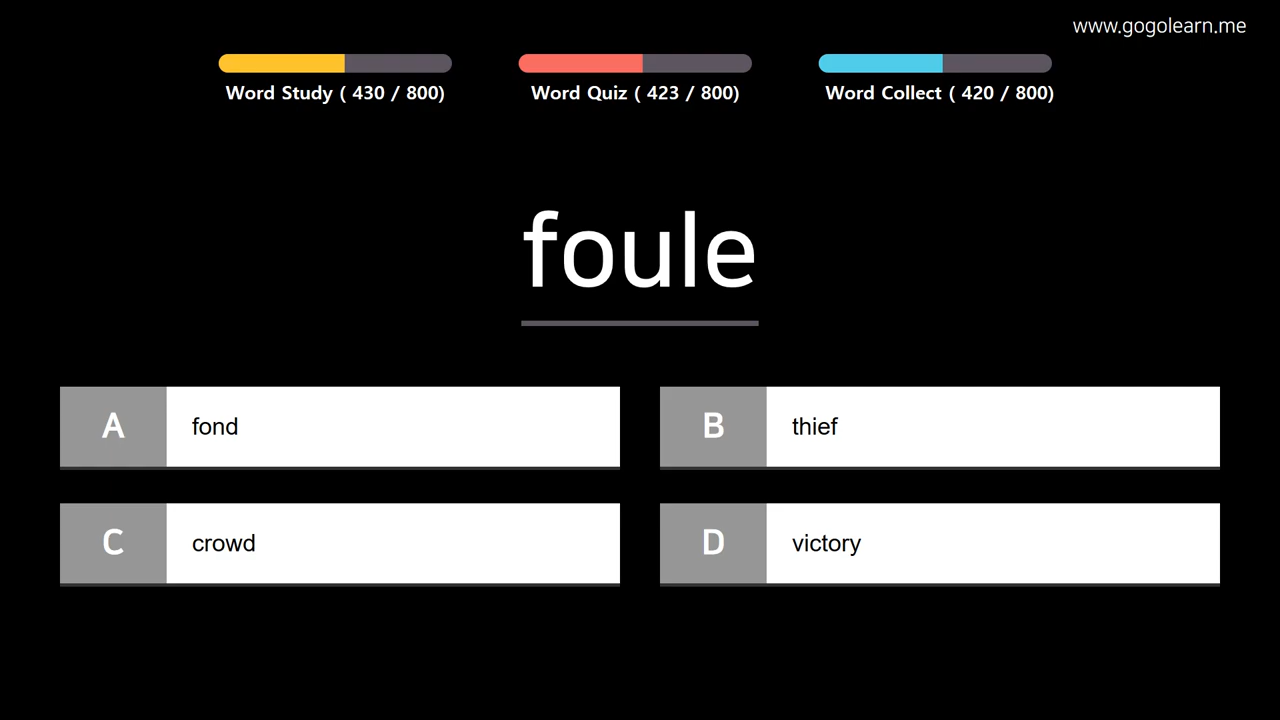 www.gogolearn.me
Word Study ( 430 / 800)
Word Quiz ( 423 / 800)
Word Collect ( 420 / 800)
foule
A fond
B thief
C crowd
D victory